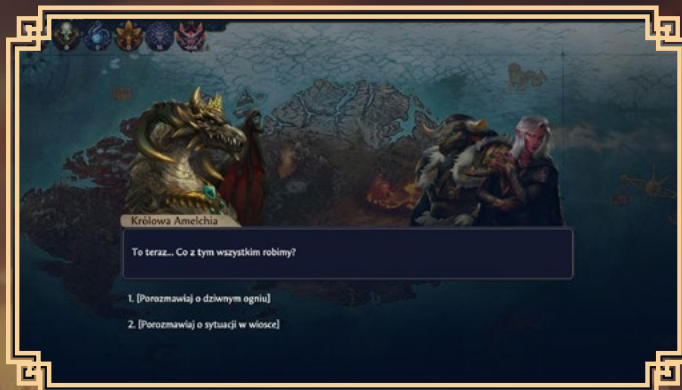 Królowa Amelchia
To teraz... Co z tym wszystkim robimy?
1. [Porozmawiaj o dziwnym ogniu]
2. [Porozmawiaj o sytuacji w wiosce]